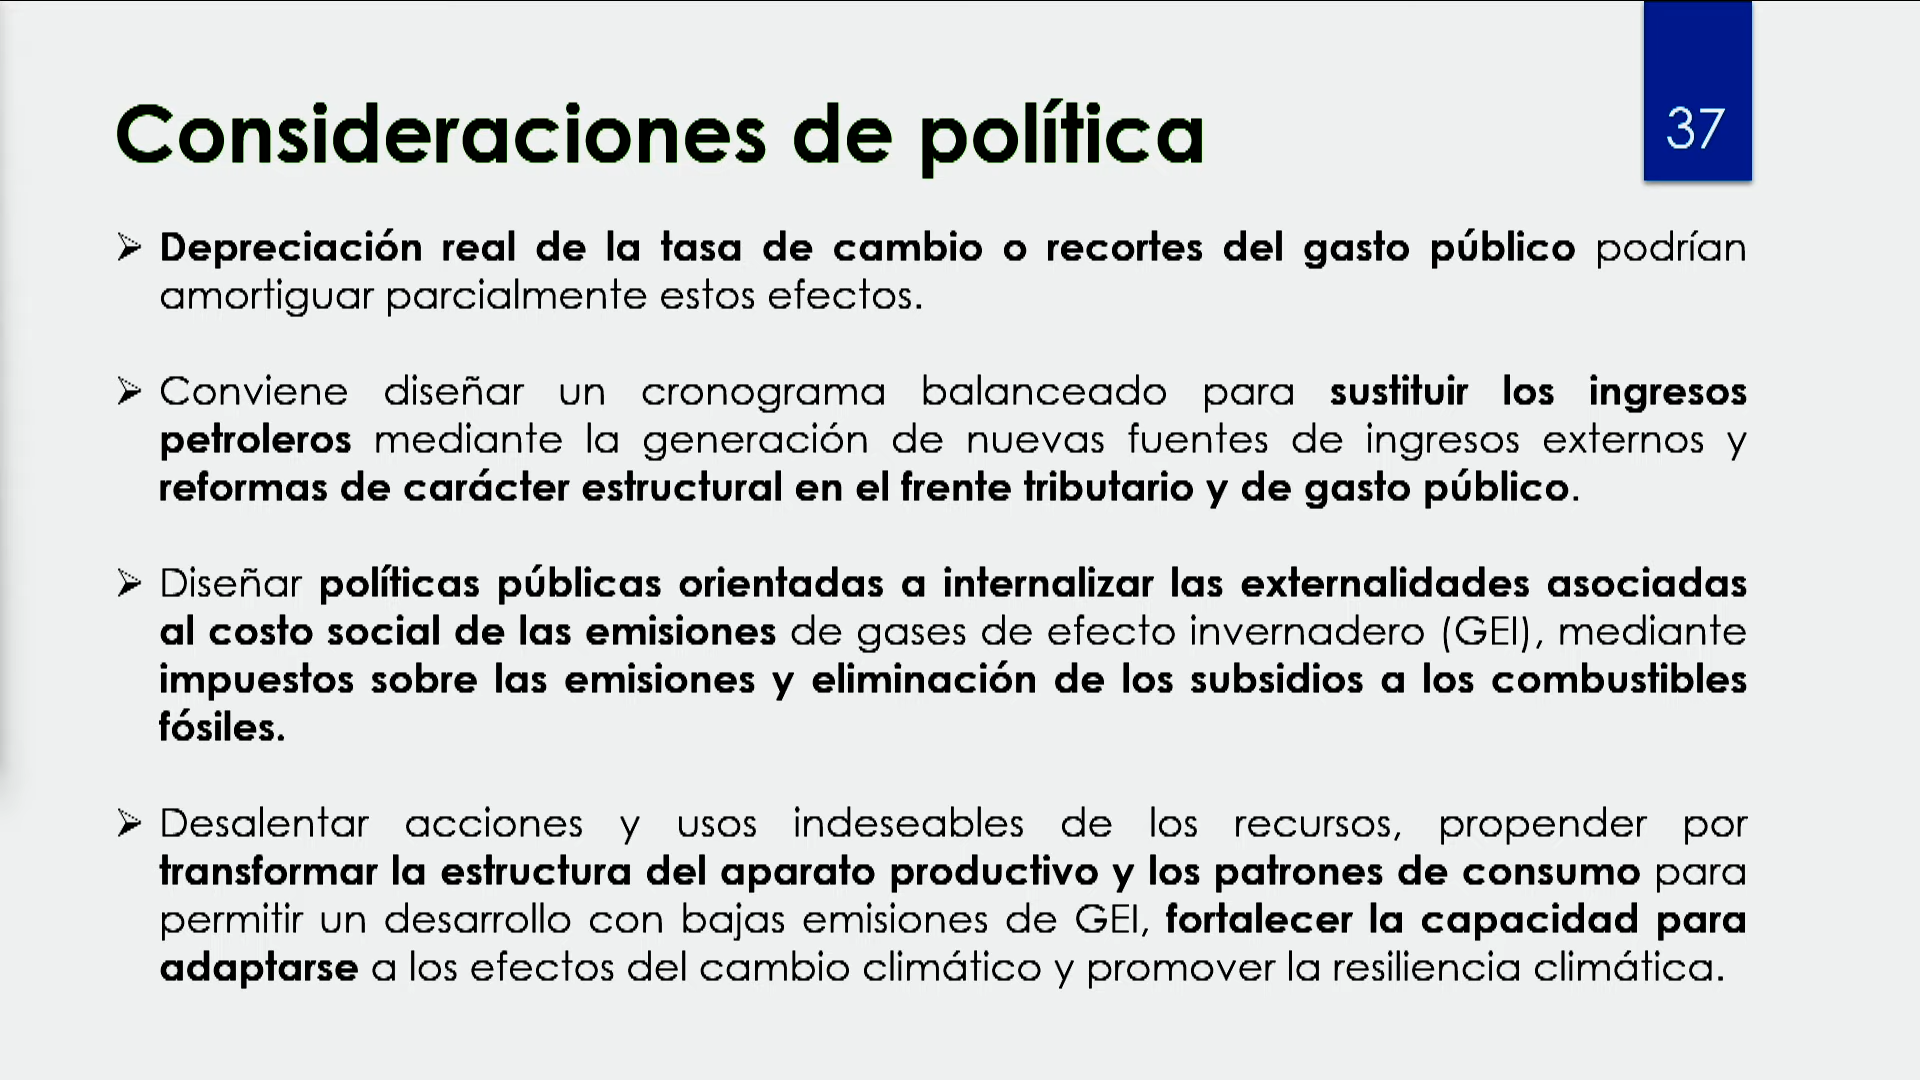 Consideraciones de política
37
➢ Depreciación real de la tasa de cambio o recortes del gasto público podrían
amortiguar parcialmente estos efectos.
➢ Conviene diseñar un cronograma balanceado para sustituir los ingresos
petroleros mediante la generación de nuevas fuentes de ingresos externos y
reformas de carácter estructural en el frente tributario y de gasto público.
➢ Diseñar políticas públicas orientadas a internalizar las externalidades asociadas
al costo social de las emisiones de gases de efecto invernadero (GEI), mediante
impuestos sobre las emisiones y eliminación de los subsidios a los combustibles
fósiles.
➢ Desalentar acciones y usos indeseables de los recursos, propender por
transformar la estructura del aparato productivo y los patrones de consumo para
permitir un desarrollo con bajas emisiones de GEI, fortalecer la capacidad para
adaptarse a los efectos del cambio climático y promover la resiliencia climática.